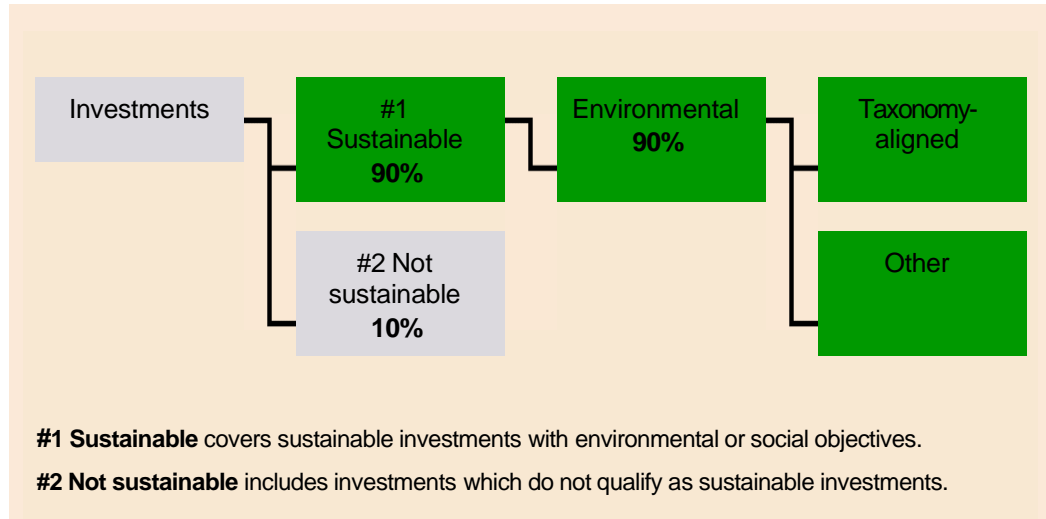 Investments
#1
Sustainable
90%
Environmental
90%
Taxonomy-
aligned
#2 Not
sustainable
10%
Other
#1 Sustainable covers sustainable investments with environmental or social objectives.
#2 Not sustainable includes investments which do not qualify as sustainable investments.